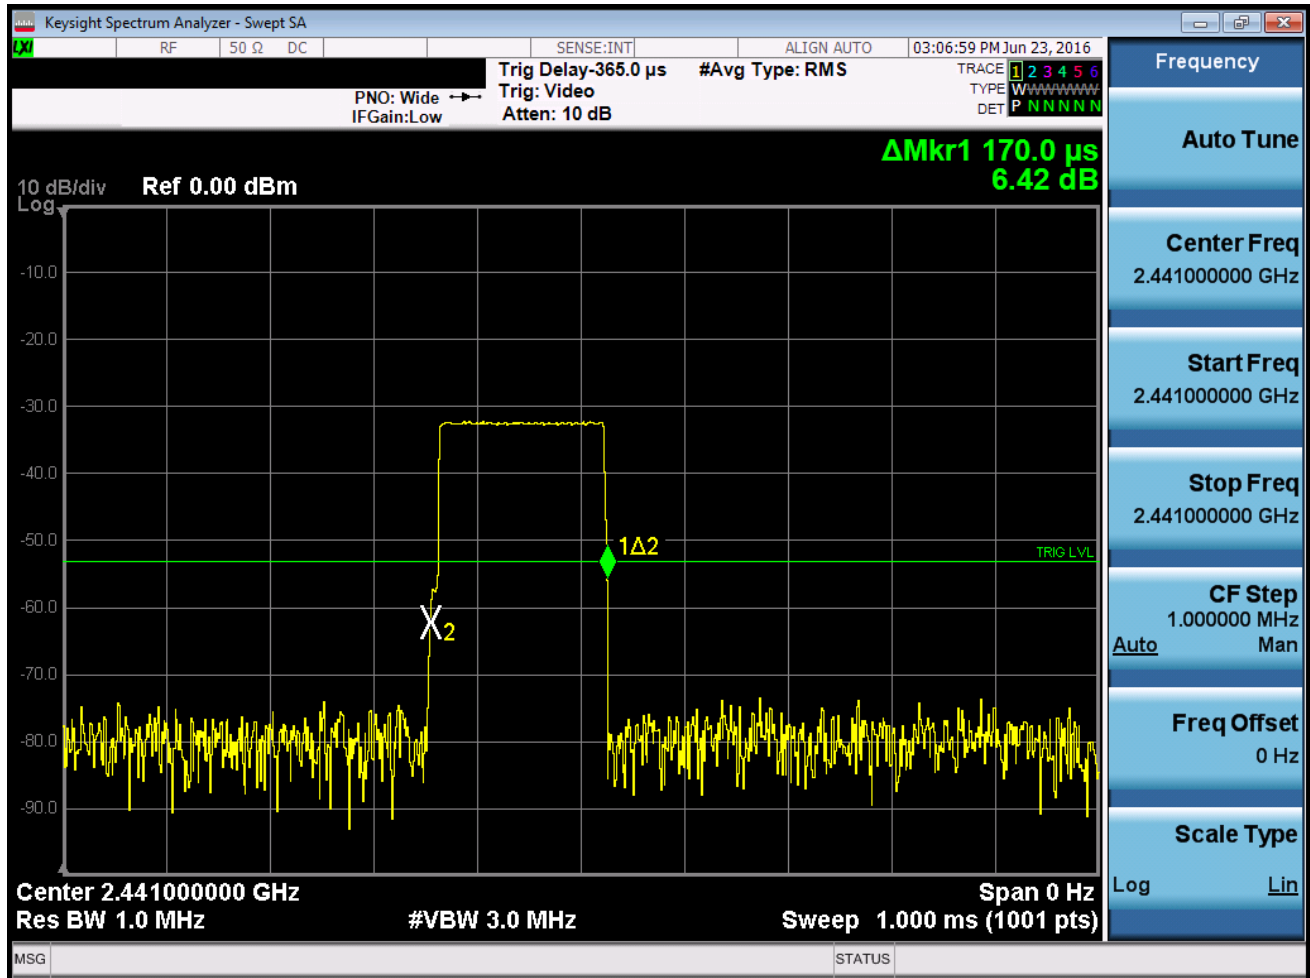 Keysight Spectrum Analyzer - Swept SA
LXI RF 50 Ω DC SENSE:INT ALIGN AUTO 03:06:59 PM Jun 23, 2016
Trig Delay-365.0 µs #Avg Type: RMS TRACE 1 2 3 4 5 6
PNO: Wide Trig: Video TYPE WWWWWW
IFGain:Low Atten: 10 dB DET P N N N N N
ΔMkr1 170.0 µs
6.42 dB
10 dB/div Ref 0.00 dBm
Log
-10.0
-20.0
-30.0
-40.0
-50.0
1Δ2
TRIG LVL
-60.0
2
-70.0
-80.0
-90.0
Center 2.441000000 GHz Span 0 Hz
Res BW 1.0 MHz #VBW 3.0 MHz Sweep 1.000 ms (1001 pts)
MSG STATUS
Frequency
Auto Tune
Center Freq
2.441000000 GHz
Start Freq
2.441000000 GHz
Stop Freq
2.441000000 GHz
CF Step
1.000000 MHz
Auto Man
Freq Offset
0 Hz
Scale Type
Log Lin